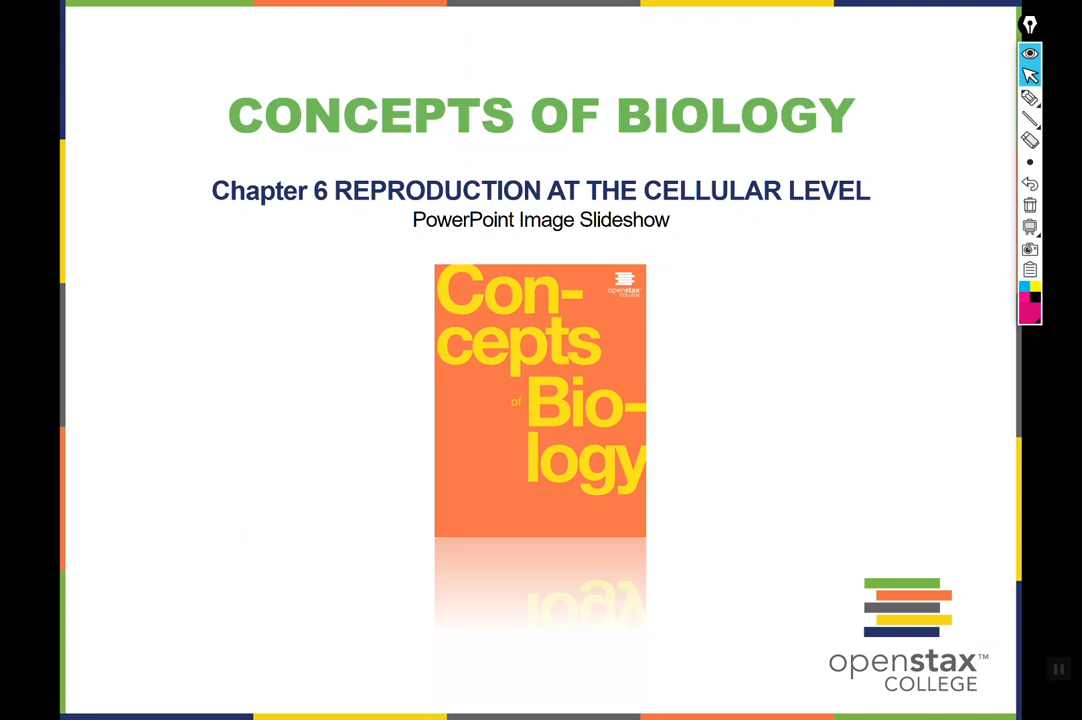 CONCEPTS OF BIOLOGY
Chapter 6 REPRODUCTION AT THE CELLULAR LEVEL
PowerPoint Image Slideshow
Con-
cepts
of Bio-
logy
openstax™
COLLEGE
openstax™
COLLEGE